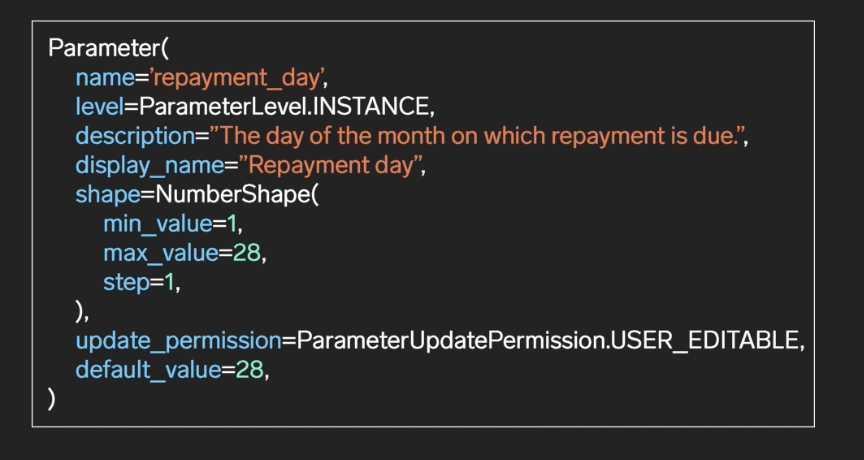 Parameter(
name='repayment_day',
level=ParameterLevel.INSTANCE,
description=”The day of the month on which repayment is due.”,
display_name=”Repayment day”,
shape=NumberShape(
min_value=1,
max_value=28,
step=1,
),
update_permission=ParameterUpdatePermission.USER_EDITABLE,
default_value=28,
)